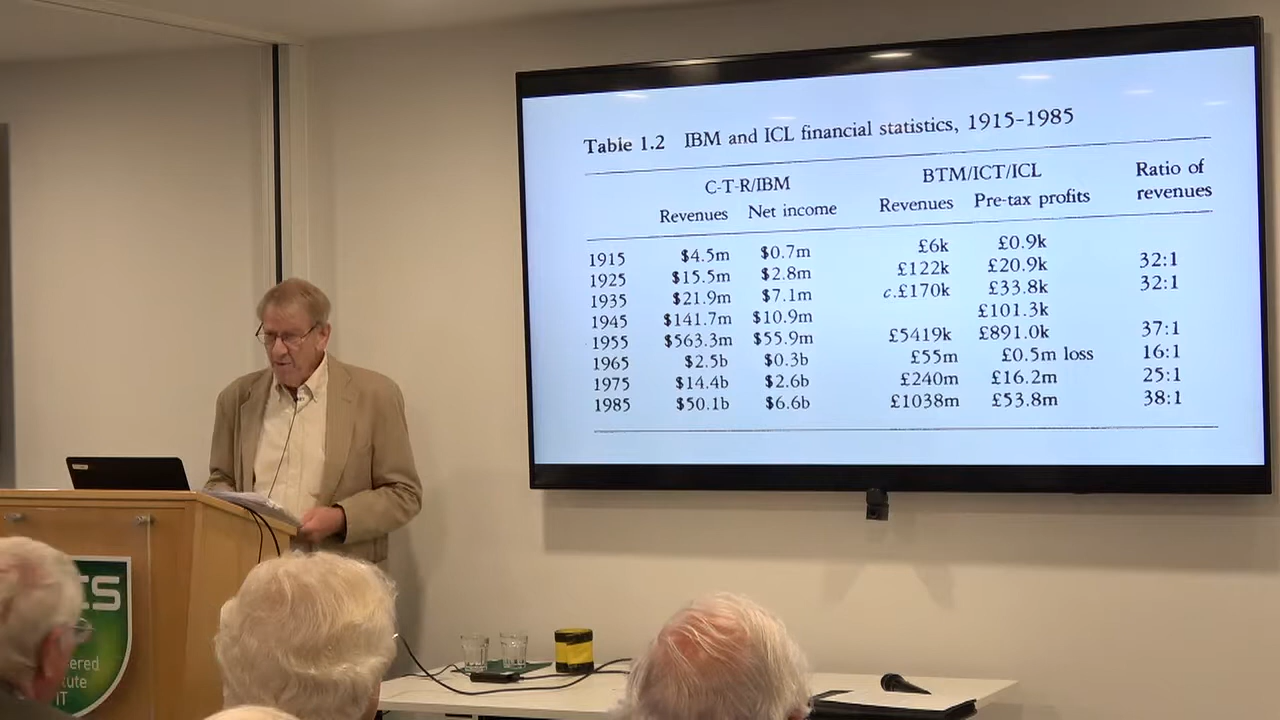 Table 1.2 IBM and ICL financial statistics, 1915-1985
C-T-R/IBM BTM/ICT/ICL Ratio of revenues
Revenues Net income Revenues Pre-tax profits
1915 $4.5m $0.7m £6k £0.9k
1925 $15.5m $2.8m £122k £20.9k 32:1
1935 $21.9m $7.1m c.£170k £33.8k 32:1
1945 $141.7m $10.9m £101.3k
1955 $563.3m $55.9m £5419k £891.0k 37:1
1965 $2.5b $0.3b £55m £0.5m loss 16:1
1975 $14.4b $2.6b £240m £16.2m 25:1
1985 $50.1b $6.6b £1038m £53.8m 38:1
IT